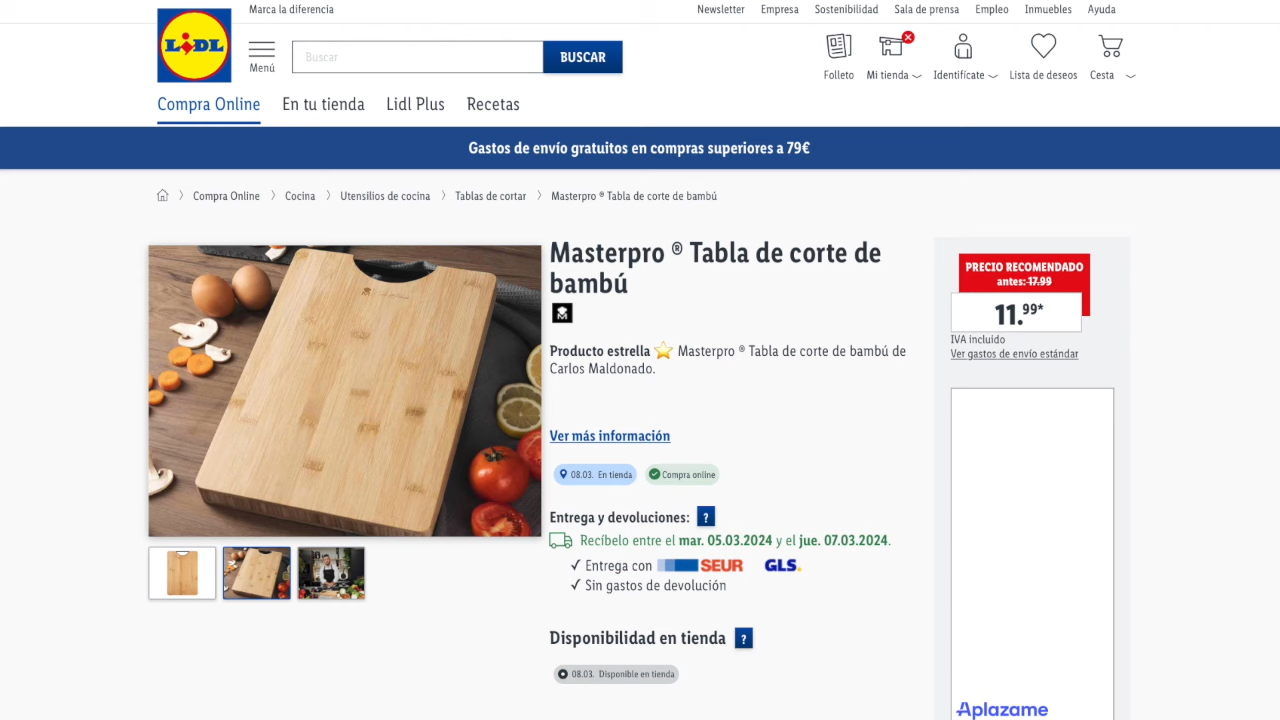 Marca la diferencia
Newsletter Empresa Sostenibilidad Sala de prensa Empleo Inmuebles Ayuda
LIDL
Menú
Buscar
BUSCAR
Folleto Mi tienda Identifícate Lista de deseos Cesta
Compra Online En tu tienda Lidl Plus Recetas
Gastos de envío gratuitos en compras superiores a 79€
Compra Online Cocina Utensilios de cocina Tablas de cortar Masterpro ® Tabla de corte de bambú
Masterpro ® Tabla de corte de
bambú
M
Producto estrella ⭐ Masterpro ® Tabla de corte de bambú de
Carlos Maldonado.
Ver más información
08.03. En tienda Compra online
Entrega y devoluciones: ?
Recíbelo entre el mar. 05.03.2024 y el jue. 07.03.2024.
✓ Entrega con SEUR GLS.
✓ Sin gastos de devolución
Disponibilidad en tienda ?
08.03. Disponible en tienda
PRECIO RECOMENDADO
antes: 17.99
11.99*
IVA incluido
Ver gastos de envío estándar
Aplazame